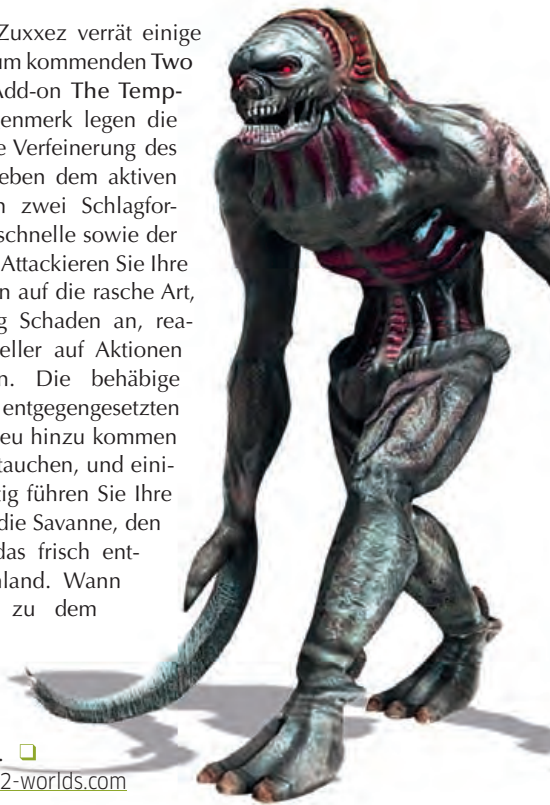 Zuxxez verrät einige
um kommenden Two
Add-on The Temp-
enmerk legen die
e Verfeinerung des
eben dem aktiven
n zwei Schlagfor-
schnelle sowie der
Attackieren Sie Ihre
n auf die rasche Art,
g Schaden an, rea-
eller auf Aktionen
n. Die behäbige
entgegengesetzten
eu hinzu kommen
tauchen, und eini-
tig führen Sie Ihre
die Savanne, den
das frisch ent-
nland. Wann
zu dem
.
2-worlds.com